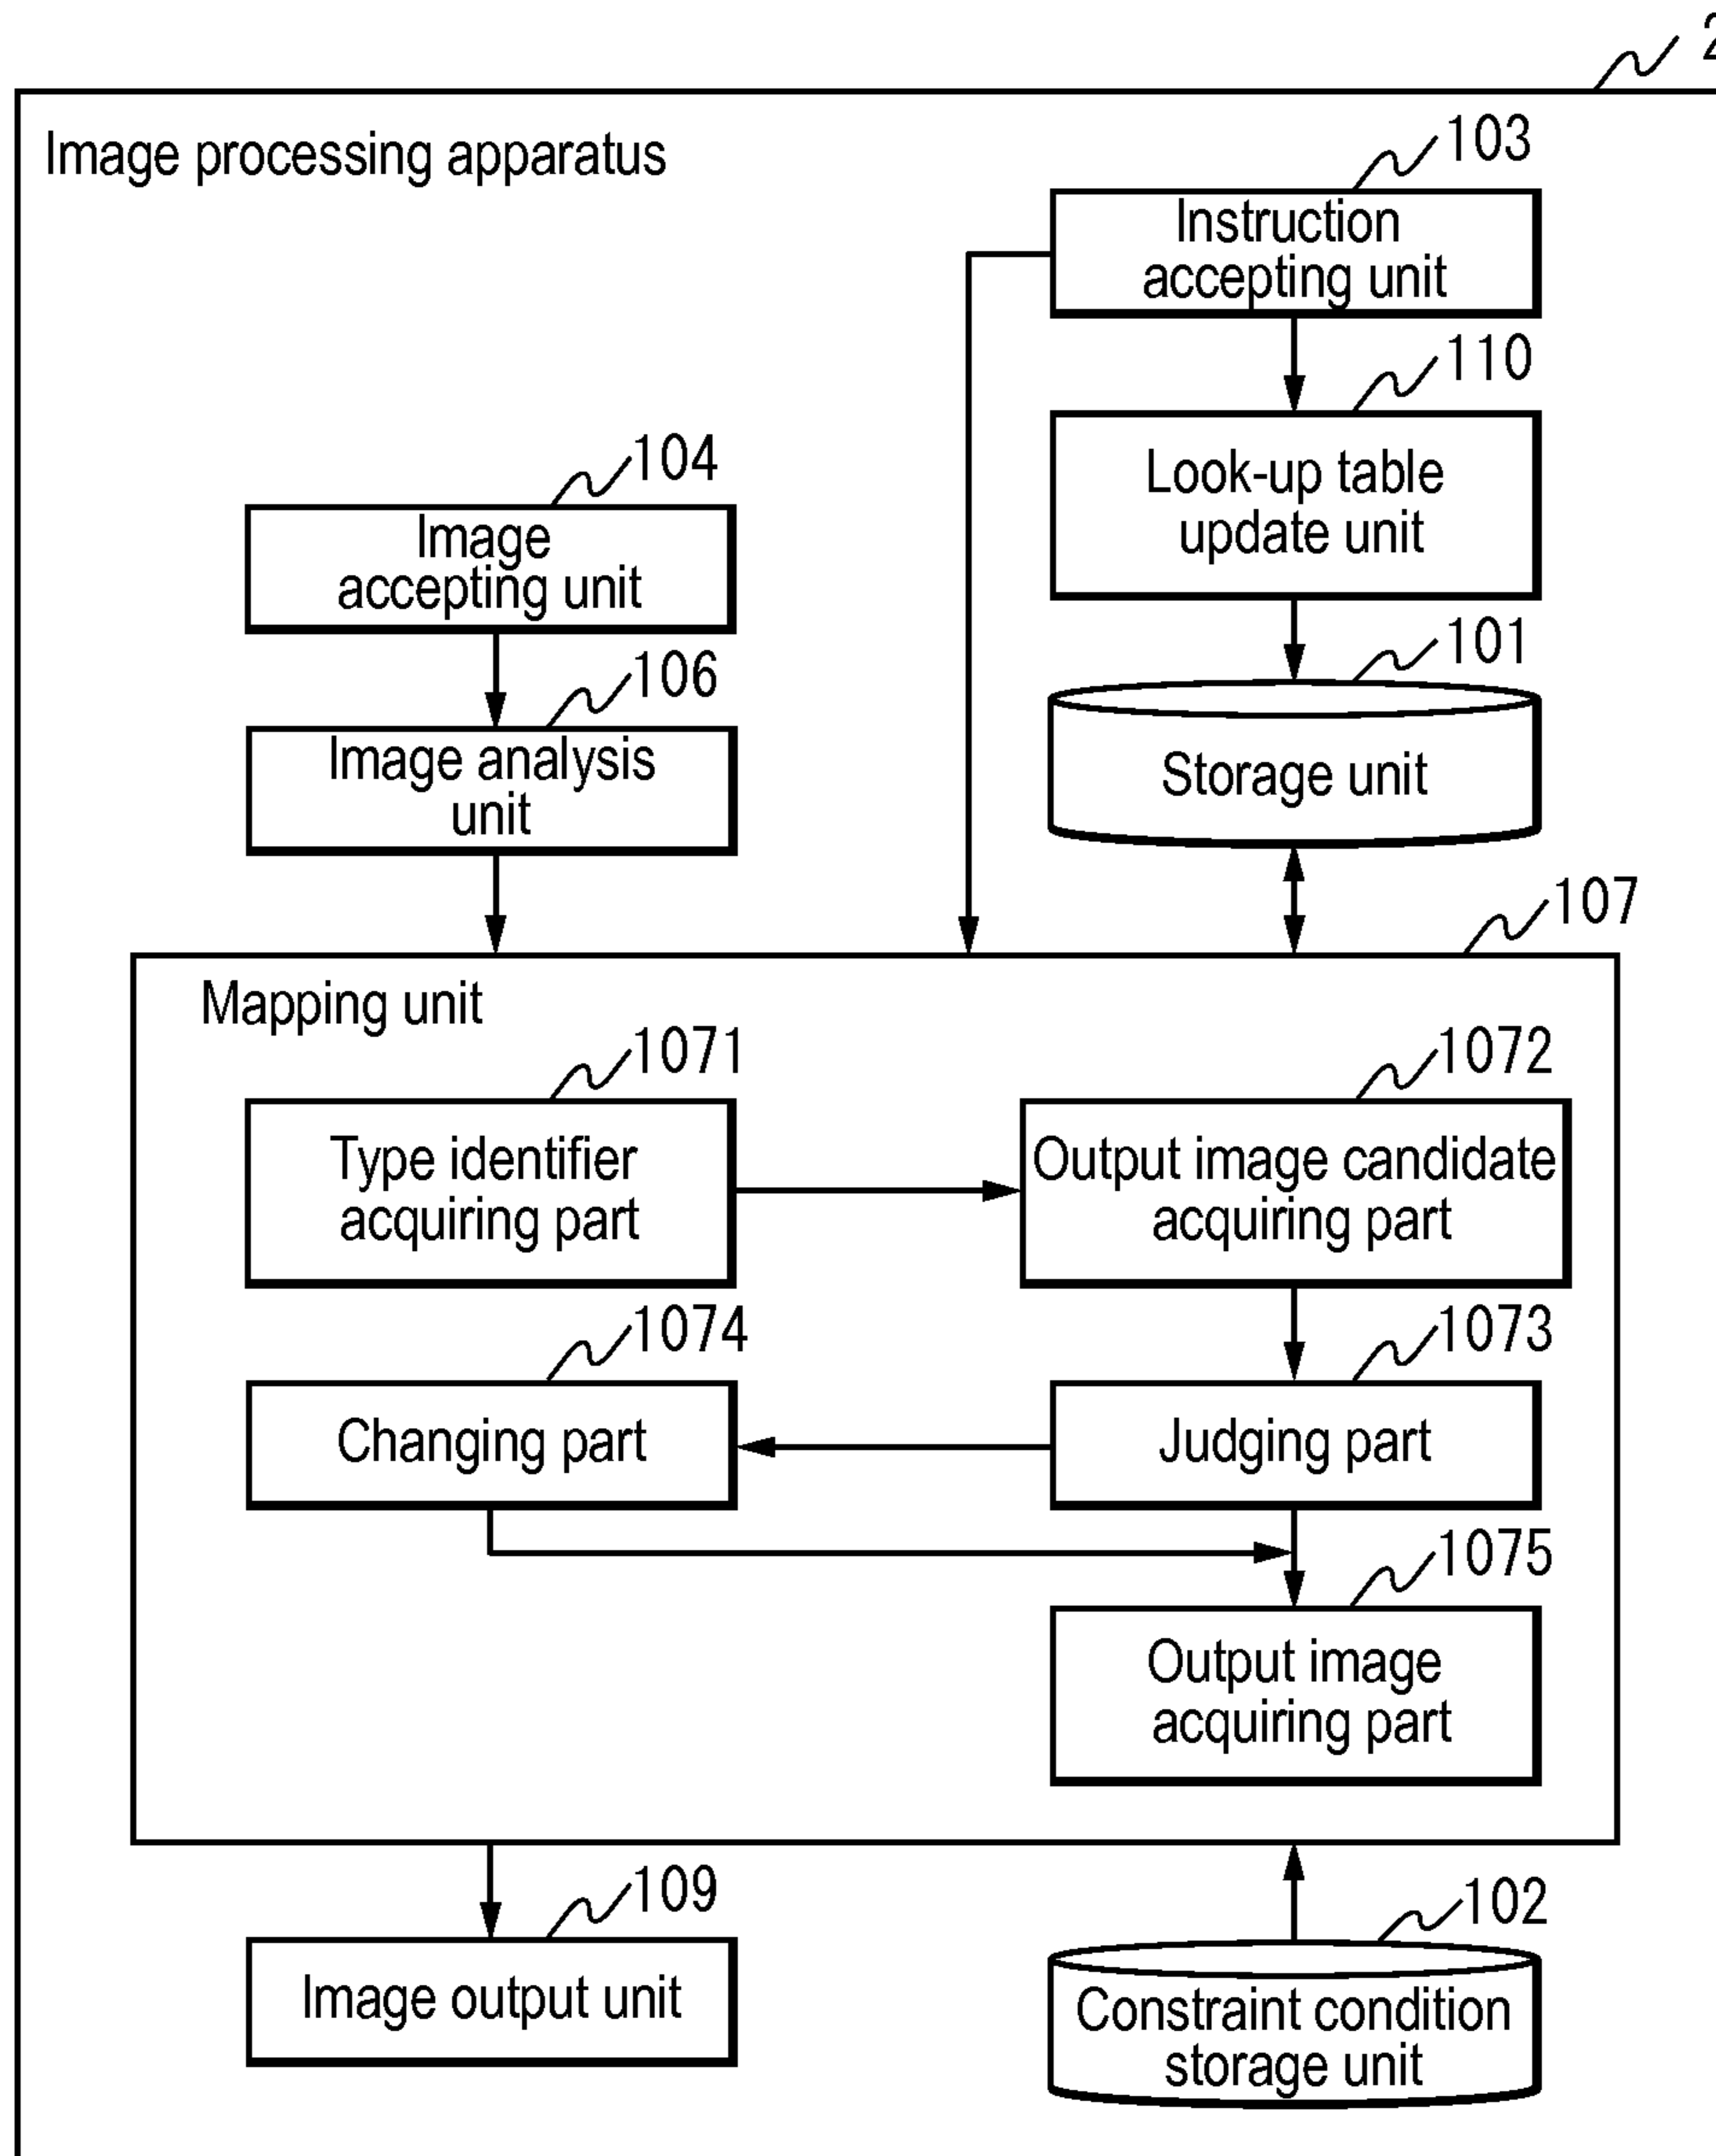 2
Image processing apparatus
103
Instruction
accepting unit
110
Look-up table
update unit
104
Image
accepting unit
101
Storage unit
106
Image analysis
unit
107
Mapping unit
1071
Type identifier
acquiring part
1072
Output image candidate
acquiring part
1074
Changing part
1073
Judging part
1075
Output image
acquiring part
109
Image output unit
102
Constraint condition
storage unit